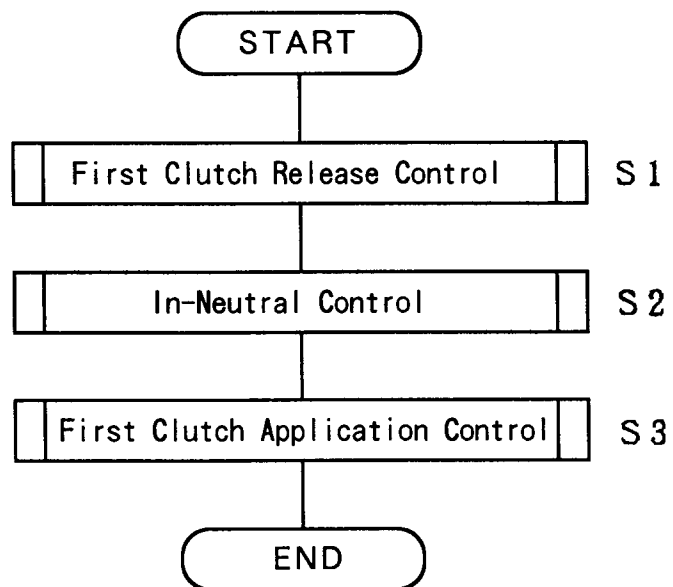 START
First Clutch Release Control S1
In-Neutral Control S2
First Clutch Application Control S3
END